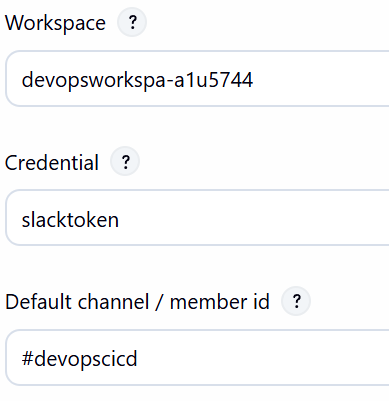 Workspace ?
devopsworkspa-a1u5744
Credential ?
slacktoken
Default channel / member id ?
#devopscicd